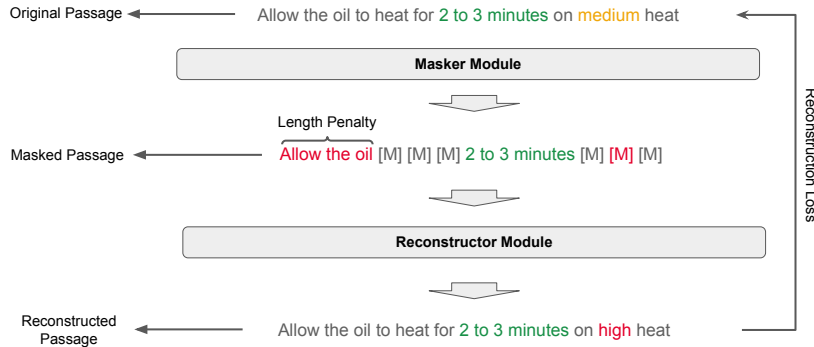 Original Passage
Allow the oil to heat for 2 to 3 minutes on medium heat
Masker Module
Length Penalty
Masked Passage
Allow the oil [M] [M] [M] 2 to 3 minutes [M] [M] [M]
Reconstruction Loss
Reconstructor Module
Reconstructed
Passage
Allow the oil to heat for 2 to 3 minutes on high heat